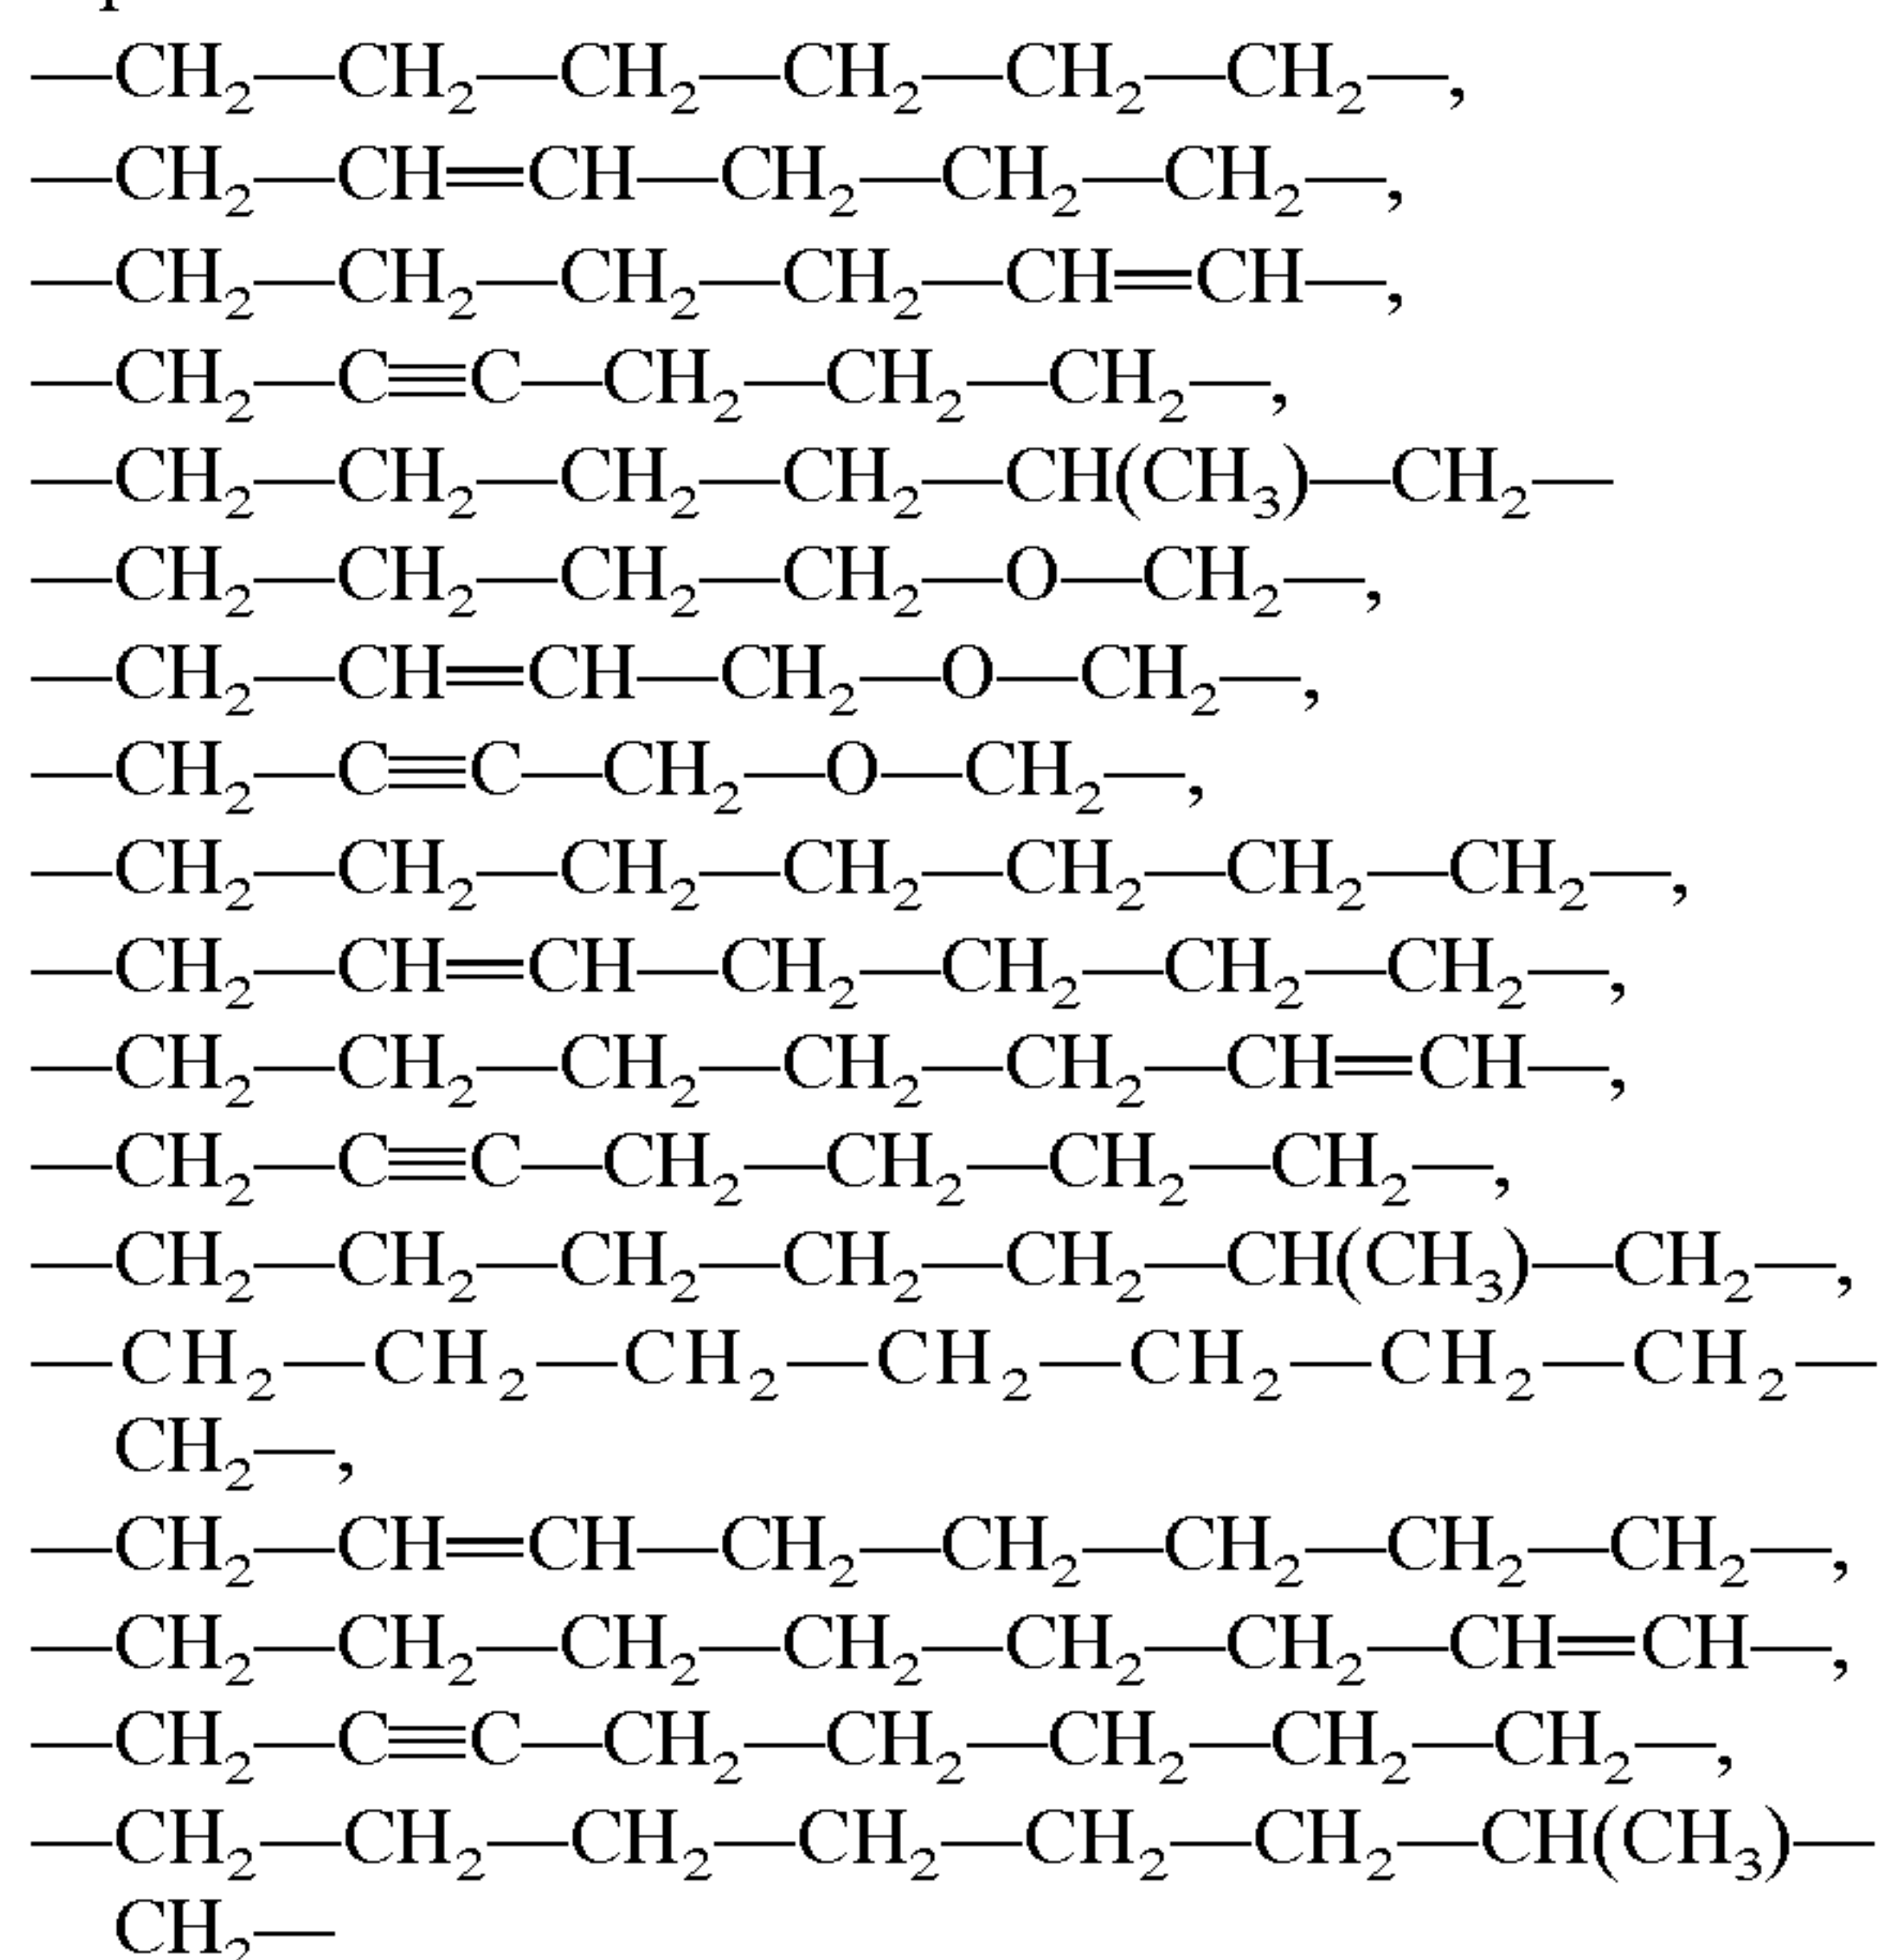 —CH₂—CH₂—CH₂—CH₂—CH₂—CH₂—,
—CH₂—CH=CH—CH₂—CH₂—CH₂—,
—CH₂—CH₂—CH₂—CH₂—CH=CH—,
—CH₂—C≡C—CH₂—CH₂—CH₂—,
—CH₂—CH₂—CH₂—CH₂—CH(CH₃)—CH₂—
—CH₂—CH₂—CH₂—CH₂—O—CH₂—,
—CH₂—CH=CH—CH₂—O—CH₂—,
—CH₂—C≡C—CH₂—O—CH₂—,
—CH₂—CH₂—CH₂—CH₂—CH₂—CH₂—CH₂—,
—CH₂—CH=CH—CH₂—CH₂—CH₂—CH₂—,
—CH₂—CH₂—CH₂—CH₂—CH₂—CH=CH—,
—CH₂—C≡C—CH₂—CH₂—CH₂—CH₂—,
—CH₂—CH₂—CH₂—CH₂—CH₂—CH(CH₃)—CH₂—,
—CH₂—CH₂—CH₂—CH₂—CH₂—CH₂—CH₂—
CH₂—,
—CH₂—CH=CH—CH₂—CH₂—CH₂—CH₂—CH₂—,
—CH₂—CH₂—CH₂—CH₂—CH₂—CH₂—CH=CH—,
—CH₂—C≡C—CH₂—CH₂—CH₂—CH₂—CH₂—,
—CH₂—CH₂—CH₂—CH₂—CH₂—CH₂—CH(CH₃)—
CH₂—